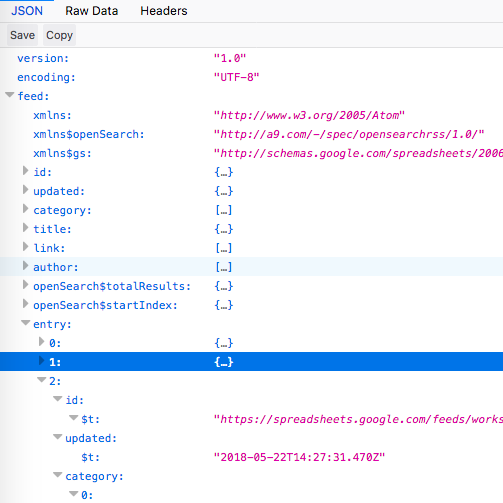 JSON Raw Data Headers
Save Copy
version: "1.0"
encoding: "UTF-8"
feed:
xmlns: "http://www.w3.org/2005/Atom"
xmlns$openSearch: "http://a9.com/-/spec/opensearchrss/1.0/"
xmlns$gs: "http://schemas.google.com/spreadsheets/2006
id: {…}
updated: {…}
category: […]
title: {…}
link: […]
author: […]
openSearch$totalResults: {…}
openSearch$startIndex: {…}
entry:
0: {…}
1: {…}
2:
id:
$t: "https://spreadsheets.google.com/feeds/works
updated:
$t: "2018-05-22T14:27:31.470Z"
category:
0: